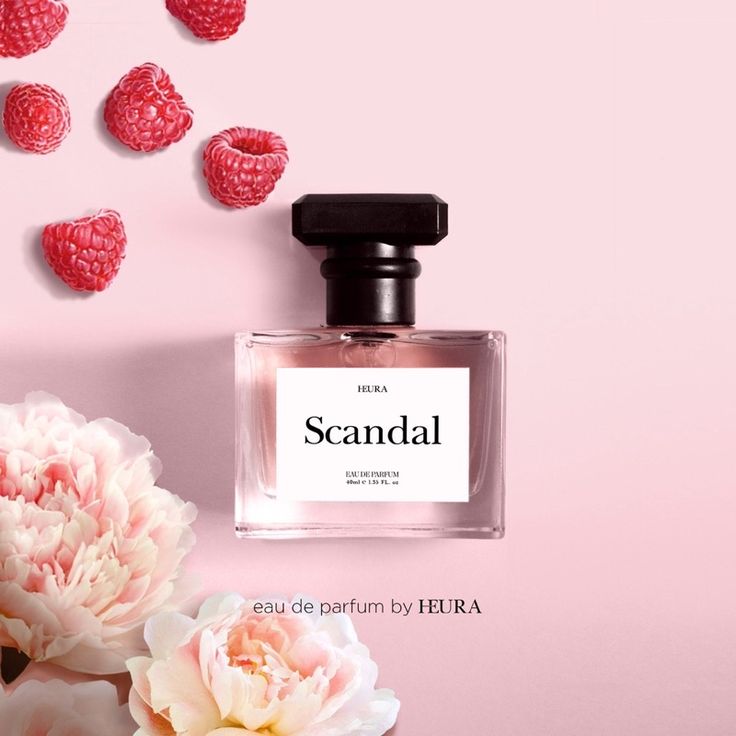 HEURA
Scandal
EAU DE PARFUM
40ml e 1.35 FL. oz
eau de parfum by HEURA